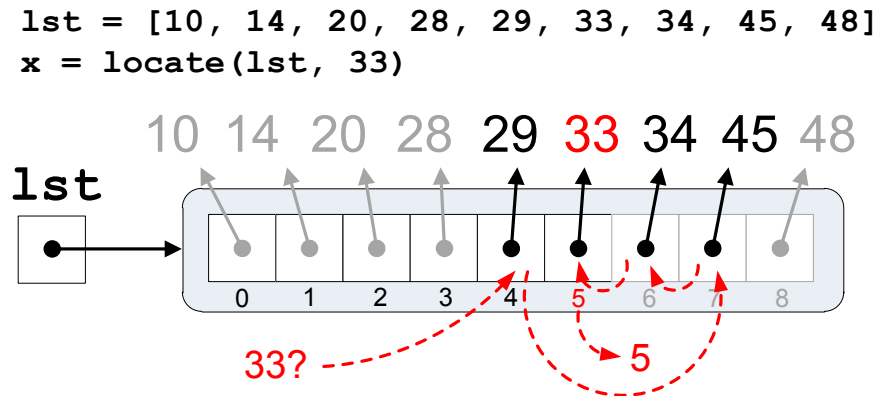 lst = [10, 14, 20, 28, 29, 33, 34, 45, 48]
x = locate(lst, 33)
10 14 20 28 29 33 34 45 48
lst
0 1 2 3 4 5 6 7 8
33? 5